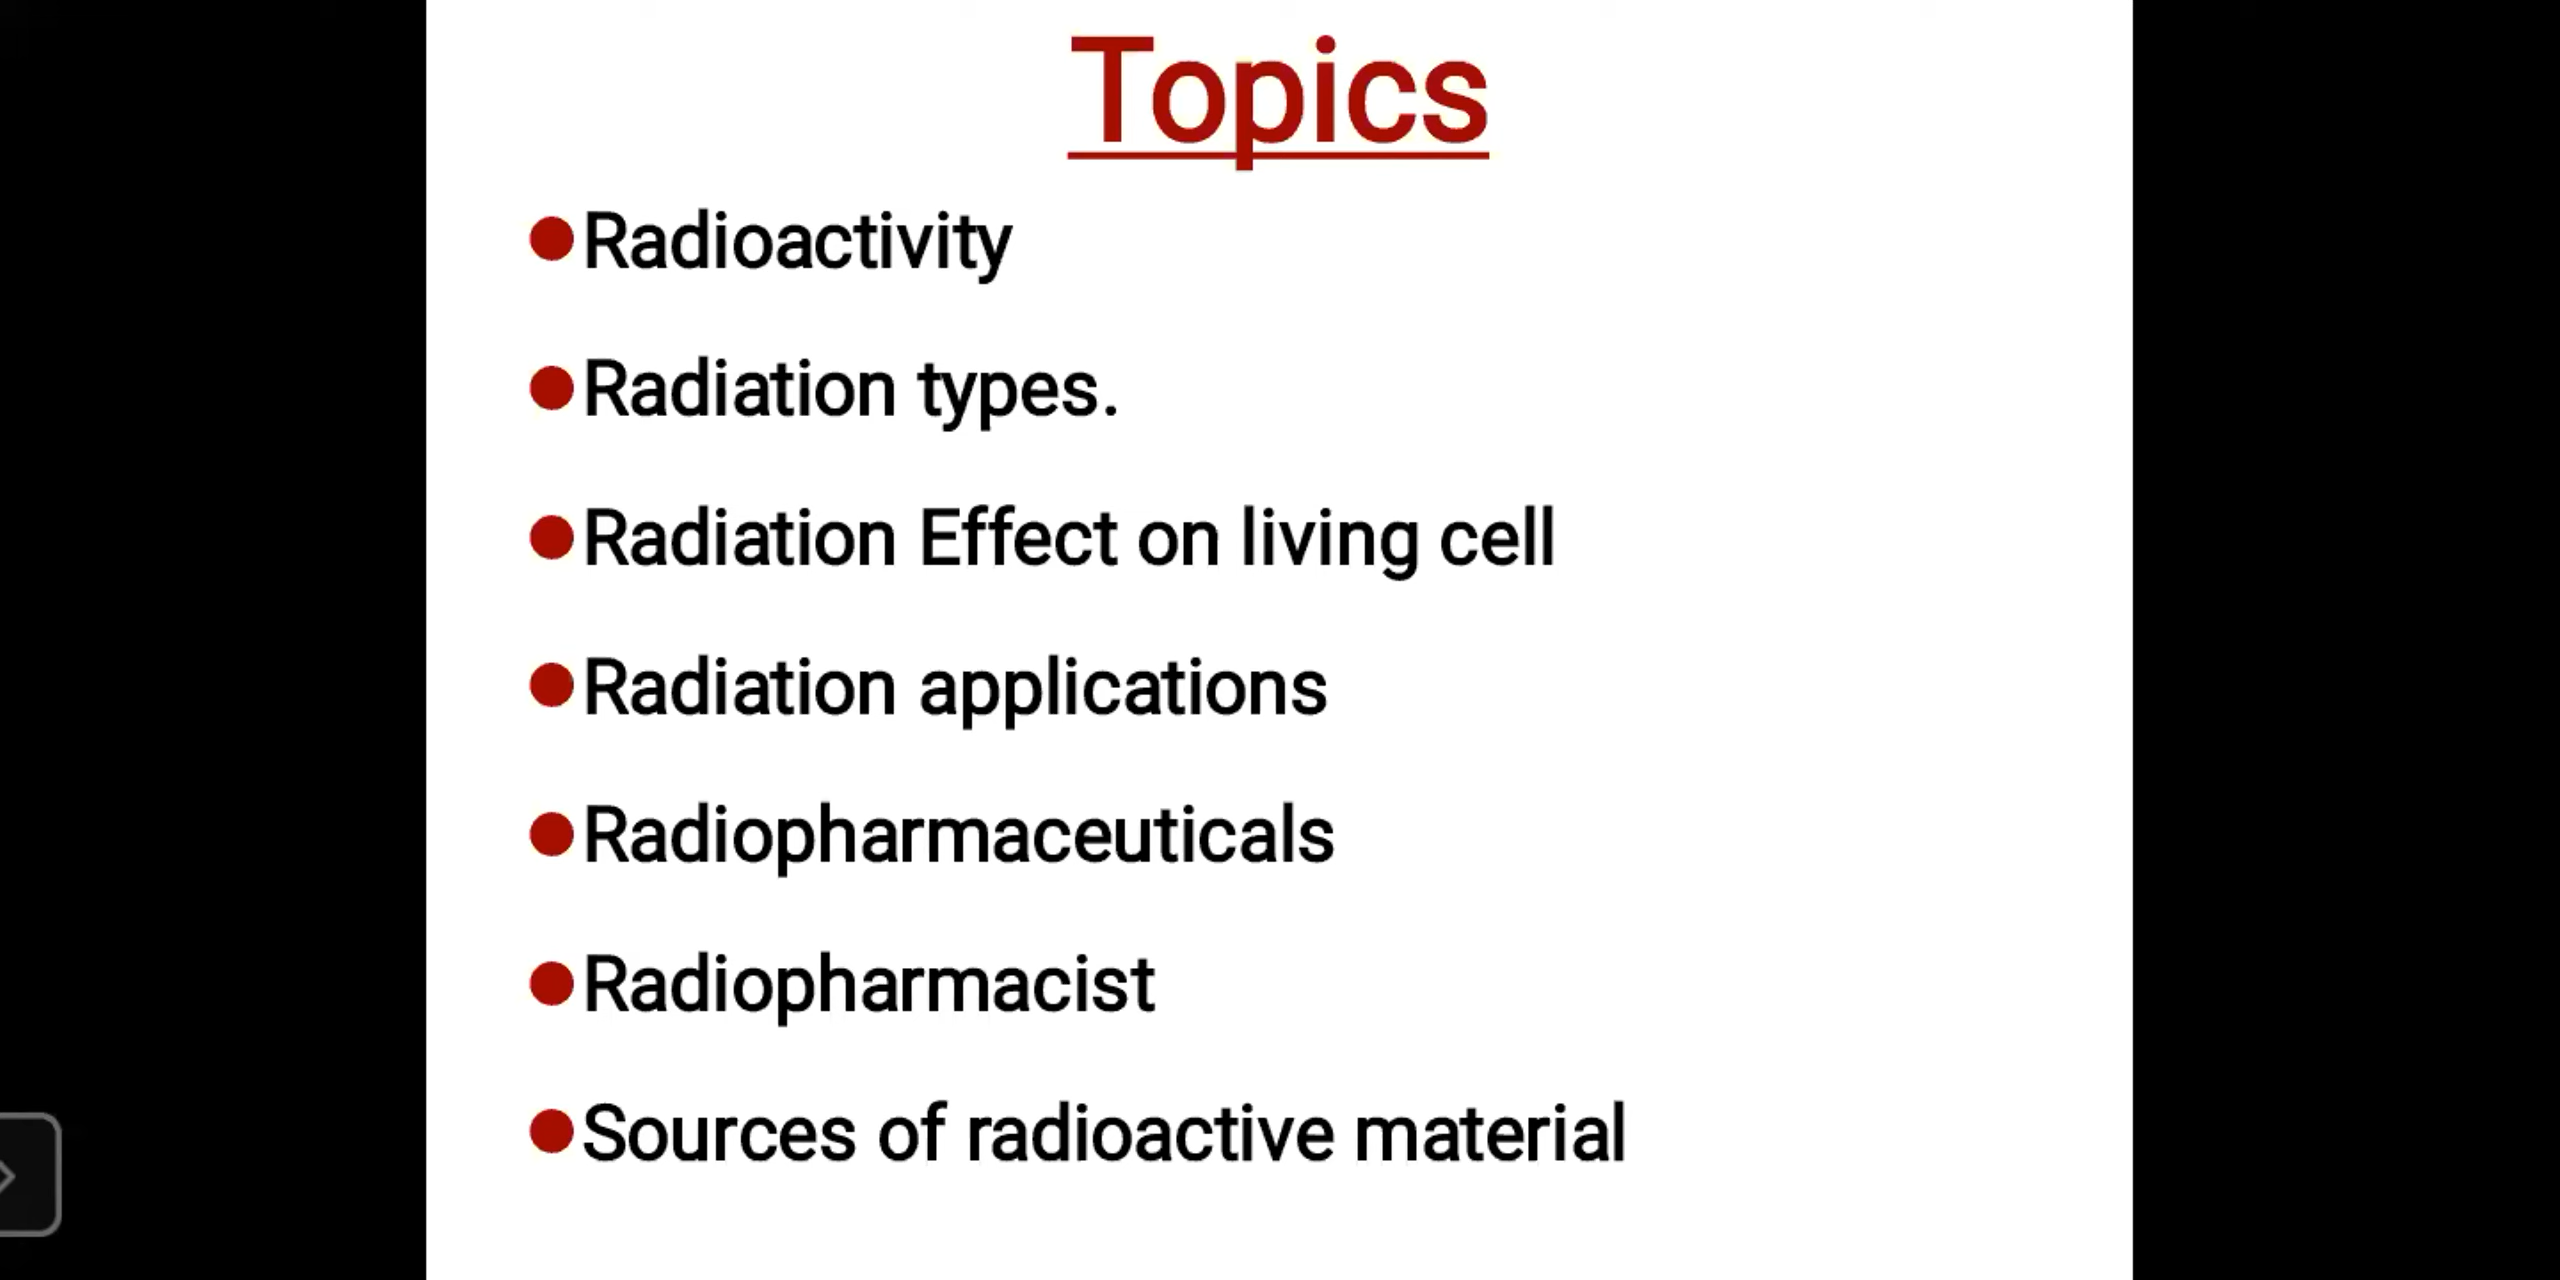 Topics
Radioactivity
Radiation types.
Radiation Effect on living cell
Radiation applications
Radiopharmaceuticals
Radiopharmacist
Sources of radioactive material